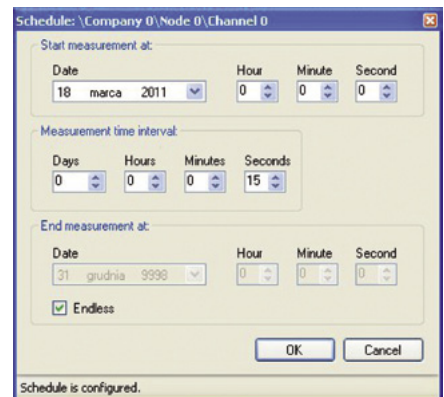 Schedule: \Company 0\Node 0\Channel 0
Start measurement at:
Date Hour Minute Second
18 marca 2011 0 0 0
Measurement time interval:
Days Hours Minutes Seconds
0 0 0 15
End measurement at:
Date Hour Minute Second
31 grudnia 9998 0 0 0
Endless
OK Cancel
Schedule is configured.